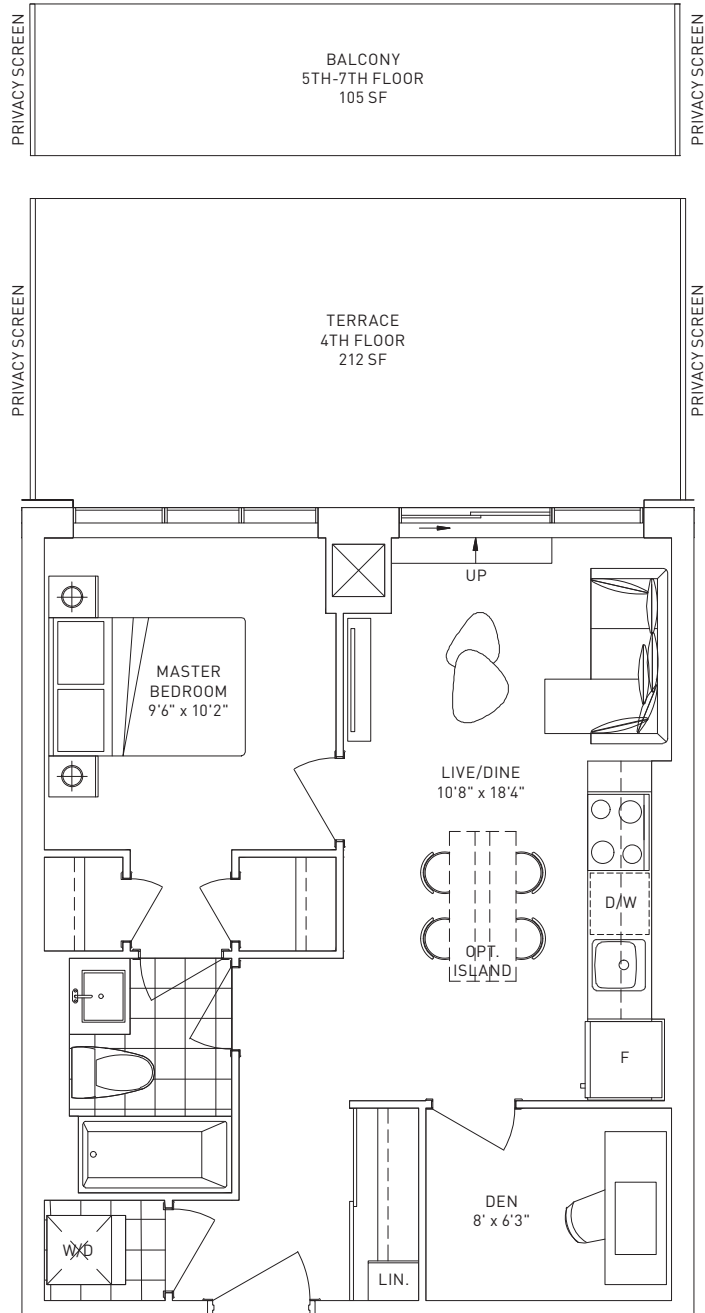 PRIVACY SCREEN
BALCONY
5TH-7TH FLOOR
105 SF
PRIVACY SCREEN
PRIVACY SCREEN
TERRACE
4TH FLOOR
212 SF
PRIVACY SCREEN
UP
MASTER
BEDROOM
9'6" x 10'2"
LIVE/DINE
10'8" x 18'4"
D/W
OPT.
ISLAND
F
DEN
8' x 6'3"
W/D
LIN.